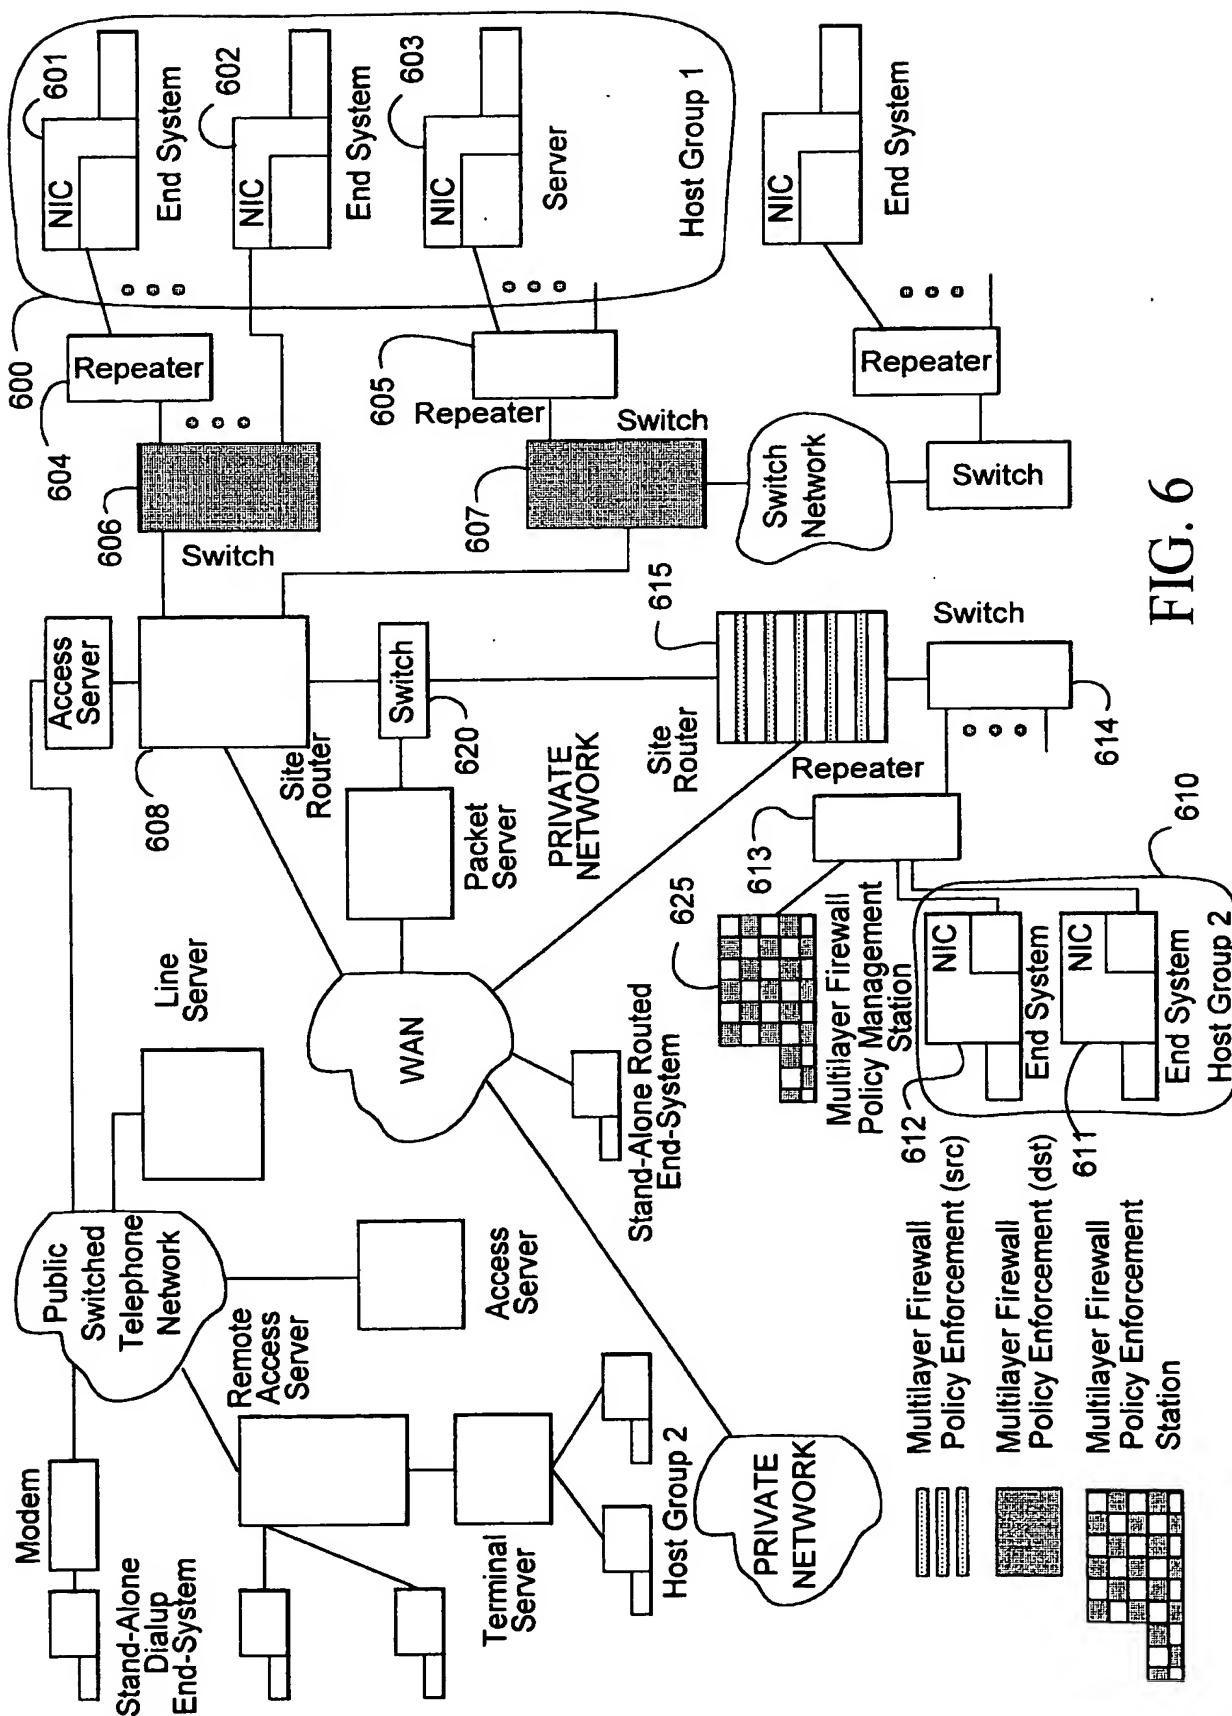 Modem
Stand-Alone
Dialup
End-System
Public
Switched
Telephone
Network
Remote
Access
Server
Terminal
Server
Host Group 2
Access
Server
Line
Server
PRIVATE
NETWORK
WAN
Stand-Alone Routed
End-System
Access
Server
608
Site
Router
Packet
Server
Switch
620
PRIVATE
NETWORK
Site
Router
615
606
Switch
604
Repeater
600
605
Repeater
607
Switch
Switch
Network
Switch
Repeater
NIC
End System
601
NIC
End System
602
NIC
End System
603
NIC
Server
Host Group 1
Switch
614
Repeater
613
625
Multilayer Firewall
Policy Management
Station
610
NIC
End System
612
NIC
End System
611
Host Group 2
Multilayer Firewall
Policy Enforcement (src)
Multilayer Firewall
Policy Enforcement (dst)
Multilayer Firewall
Policy Enforcement
Station
FIG. 6